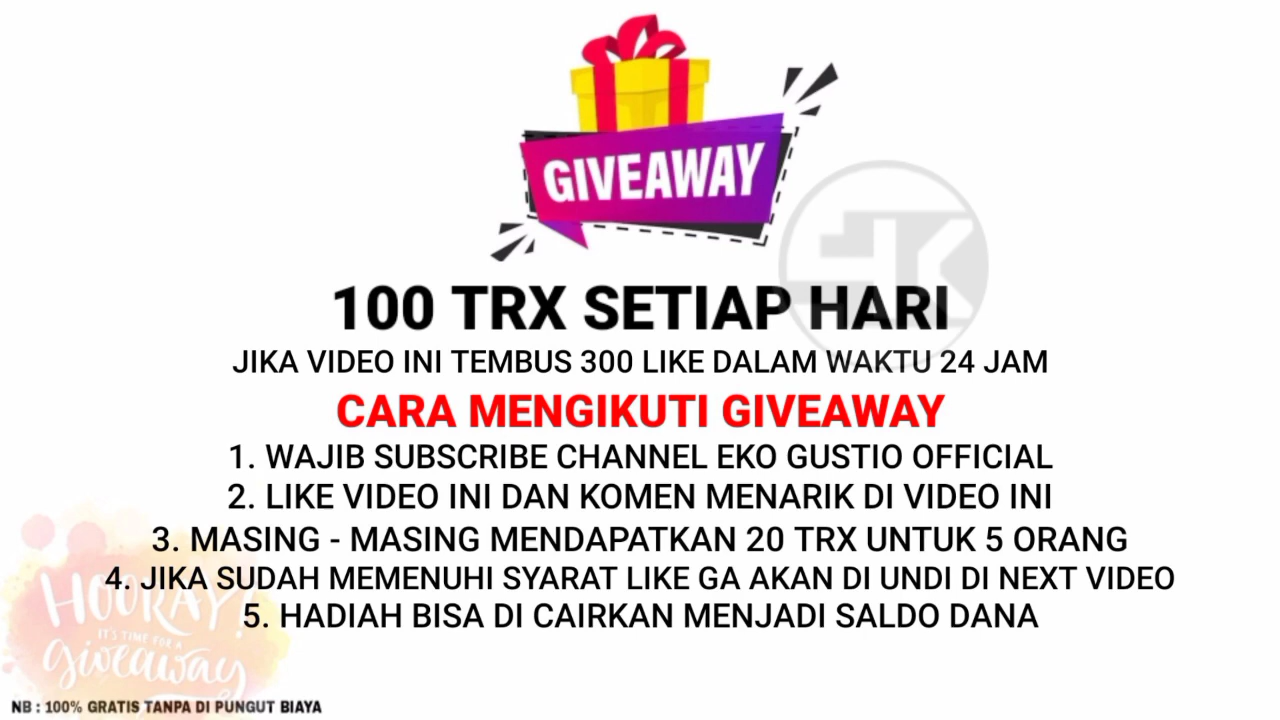 GIVEAWAY
100 TRX SETIAP HARI
JIKA VIDEO INI TEMBUS 300 LIKE DALAM WAKTU 24 JAM
CARA MENGIKUTI GIVEAWAY
1. WAJIB SUBSCRIBE CHANNEL EKO GUSTIO OFFICIAL
2. LIKE VIDEO INI DAN KOMEN MENARIK DI VIDEO INI
3. MASING - MASING MENDAPATKAN 20 TRX UNTUK 5 ORANG
4. JIKA SUDAH MEMENUHI SYARAT LIKE GA AKAN DI UNDI DI NEXT VIDEO
5. HADIAH BISA DI CAIRKAN MENJADI SALDO DANA
HOORAY!
IT'S TIME FOR A
giveaway
NB : 100% GRATIS TANPA DI PUNGUT BIAYA